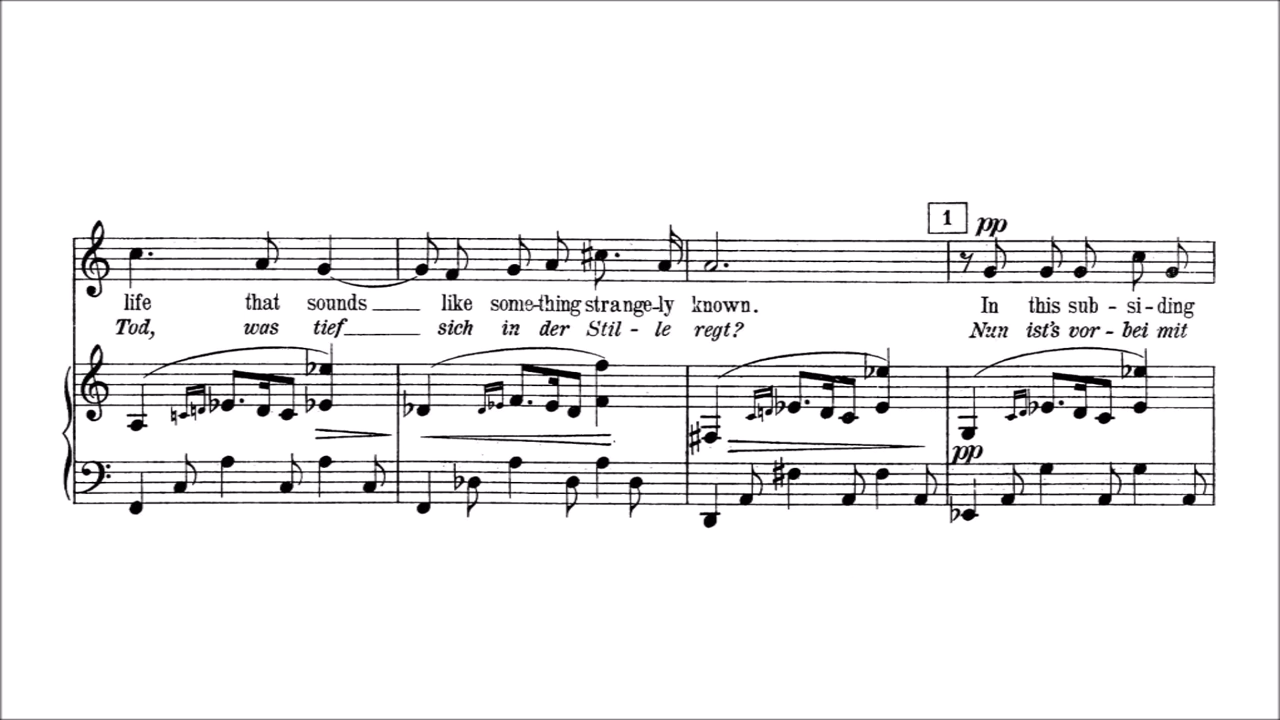 1
pp
life that sounds like some-thing strange-ly known. In this sub-si-ding
Tod, was tief sich in der Stil-le regt? Nun ist's vor-bei mit
pp